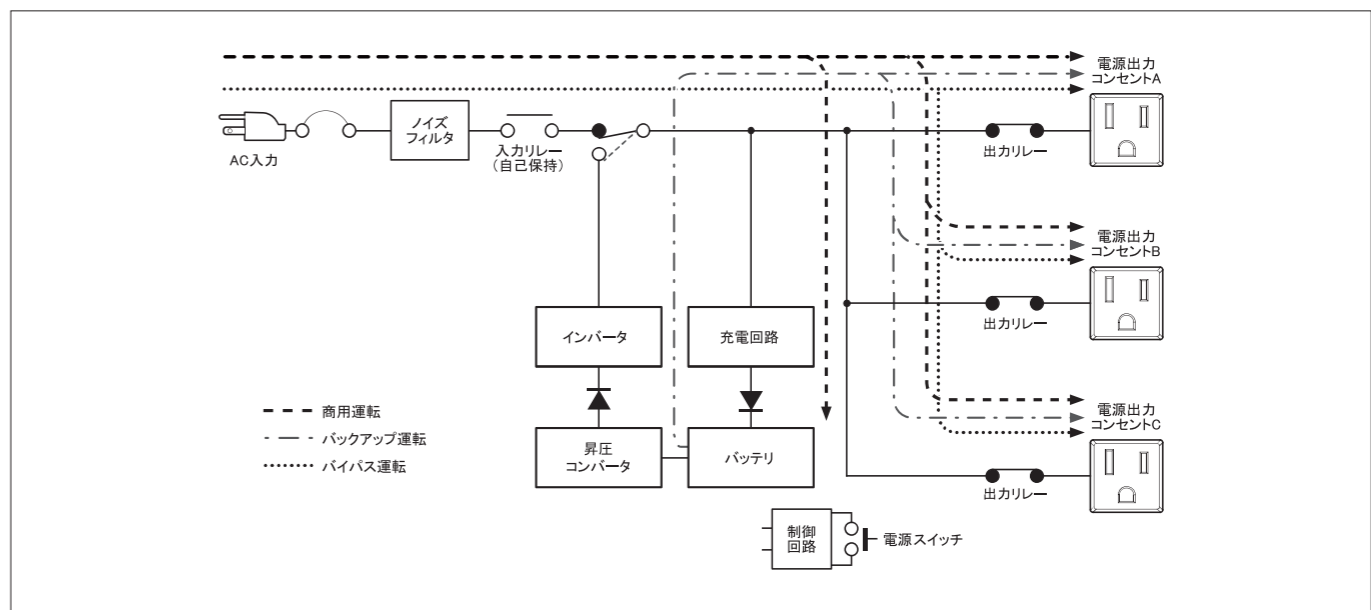 電源出力
コンセントA
AC入力
ノイズ
フィルタ
入力リレー
（自己保持）
出力リレー
電源出力
コンセントB
出力リレー
インバータ
充電回路
商用運転
バックアップ運転
バイパス運転
昇圧
コンバータ
バッテリ
電源出力
コンセントC
出力リレー
制御
回路
電源スイッチ